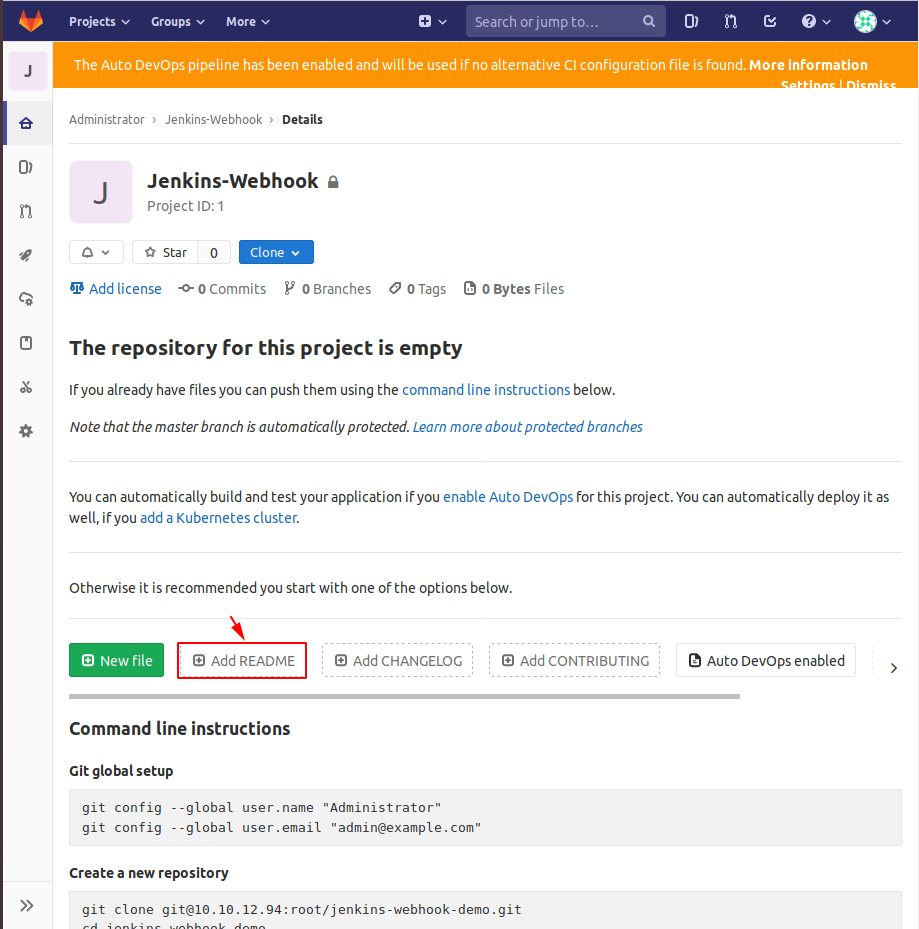 Projects Groups More Search or jump to...
J The Auto DevOps pipeline has been enabled and will be used if no alternative CI configuration file is found. More information
Settings | Dismiss
Administrator › Jenkins-Webhook › Details
J
Jenkins-Webhook
Project ID: 1
Star 0 Clone
Add license 0 Commits 0 Branches 0 Tags 0 Bytes Files
The repository for this project is empty
If you already have files you can push them using the command line instructions below.
Note that the master branch is automatically protected. Learn more about protected branches
You can automatically build and test your application if you enable Auto DevOps for this project. You can automatically deploy it as
well, if you add a Kubernetes cluster.
Otherwise it is recommended you start with one of the options below.
New file Add README Add CHANGELOG Add CONTRIBUTING Auto DevOps enabled
Command line instructions
Git global setup
git config --global user.name "Administrator"
git config --global user.email "admin@example.com"
Create a new repository
git clone git@10.10.12.94:root/jenkins-webhook-demo.git
cd jenkins-webhook-demo